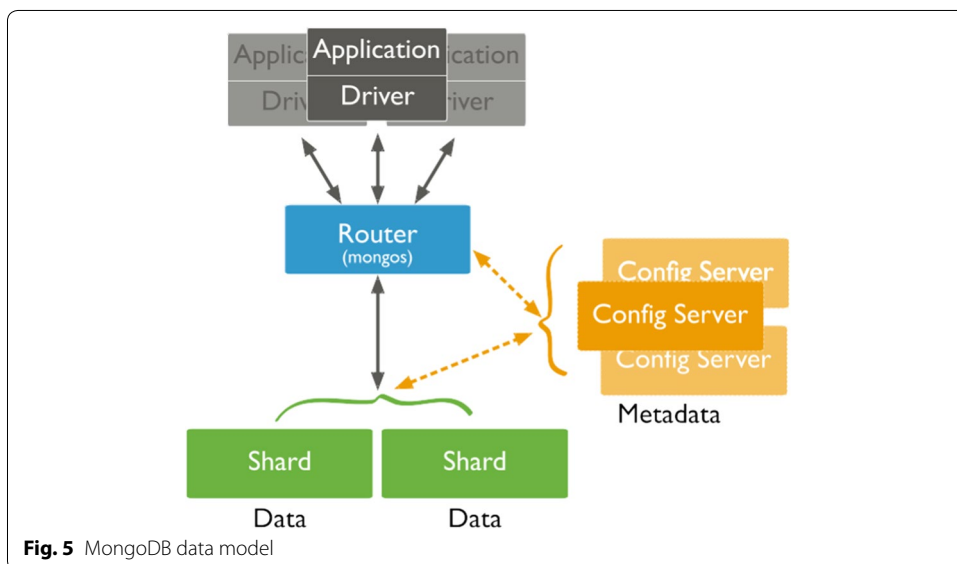 Application
Driver
Router
(mongos)
Config Server
Config Server
Config Server
Metadata
Shard
Shard
Data
Data
Fig. 5 MongoDB data model